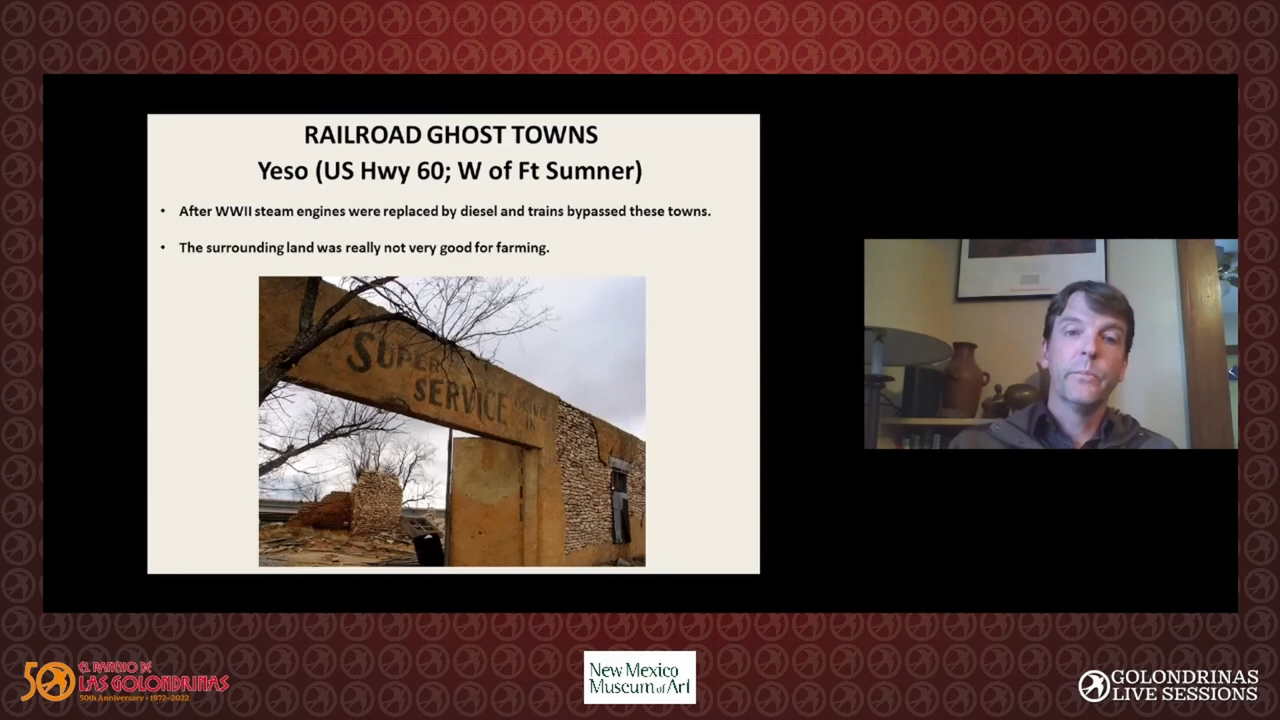 RAILROAD GHOST TOWNS
Yeso (US Hwy 60; W of Ft Sumner)
• After WWII steam engines were replaced by diesel and trains bypassed these towns.
• The surrounding land was really not very good for farming.
SUPER
SERVICE
50
EL RANCHO DE
LAS GOLONDRINAS
50th Anniversary • 1972-2022
New Mexico
Museum of Art
GOLONDRINAS
LIVE SESSIONS